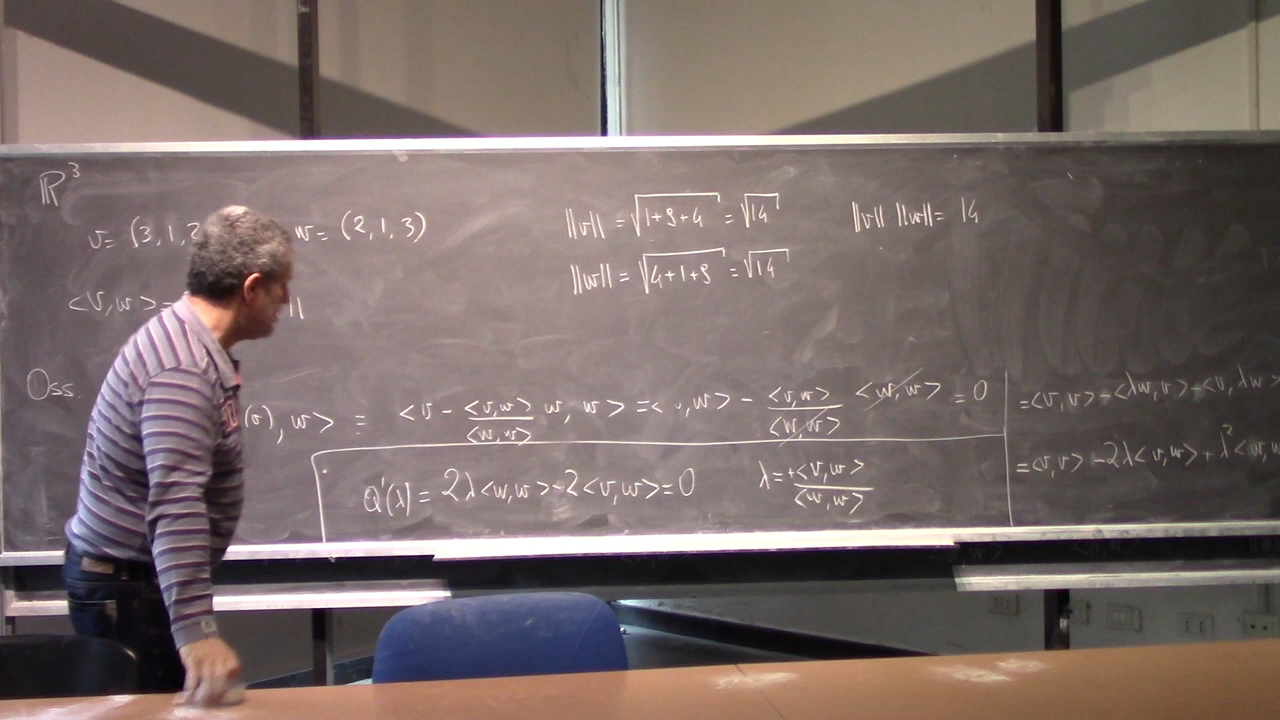 ℝ³
v= (3,1,2 w= (2,1,3)
||v|| = √(1+9+4) = √14
||w|| = √(4+1+9) = √14
||v|| ||w|| = 14
<v,w> =
Oss.
(v), w> = <v - <v,w>/<w,w> w, w> = < v,w> - <v,w>/<w,w> <w,w> = 0
Q'(λ) = 2λ<w,w> -2<v,w> = 0
λ = +<v,w>/<w,w>
= <v,v> - <λw,v> - <v,λw>
= <v,v> - 2λ<v,w> + λ²<w,w